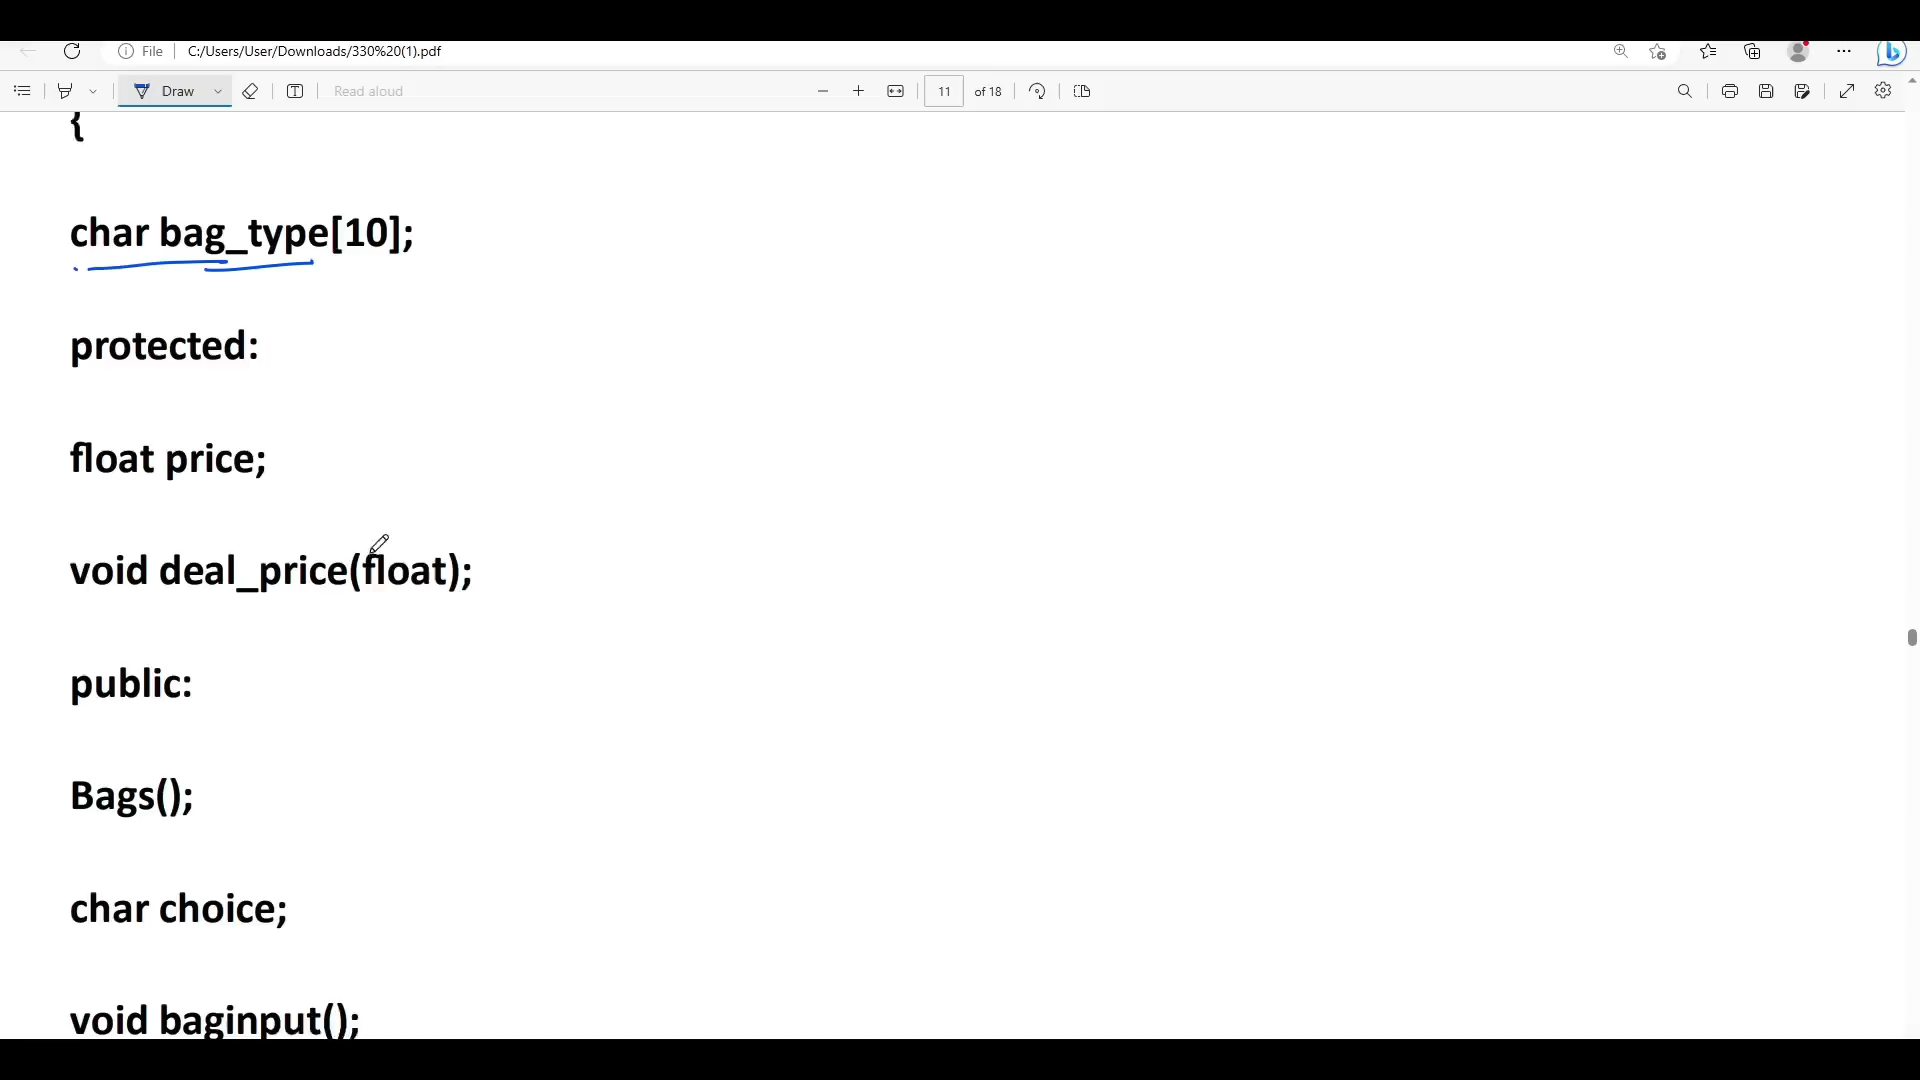 File C:/Users/User/Downloads/330%20(1).pdf
Draw Read aloud 11 of 18
{
char bag_type[10];
protected:
float price;
void deal_price(float);
public:
Bags();
char choice;
void baginput();